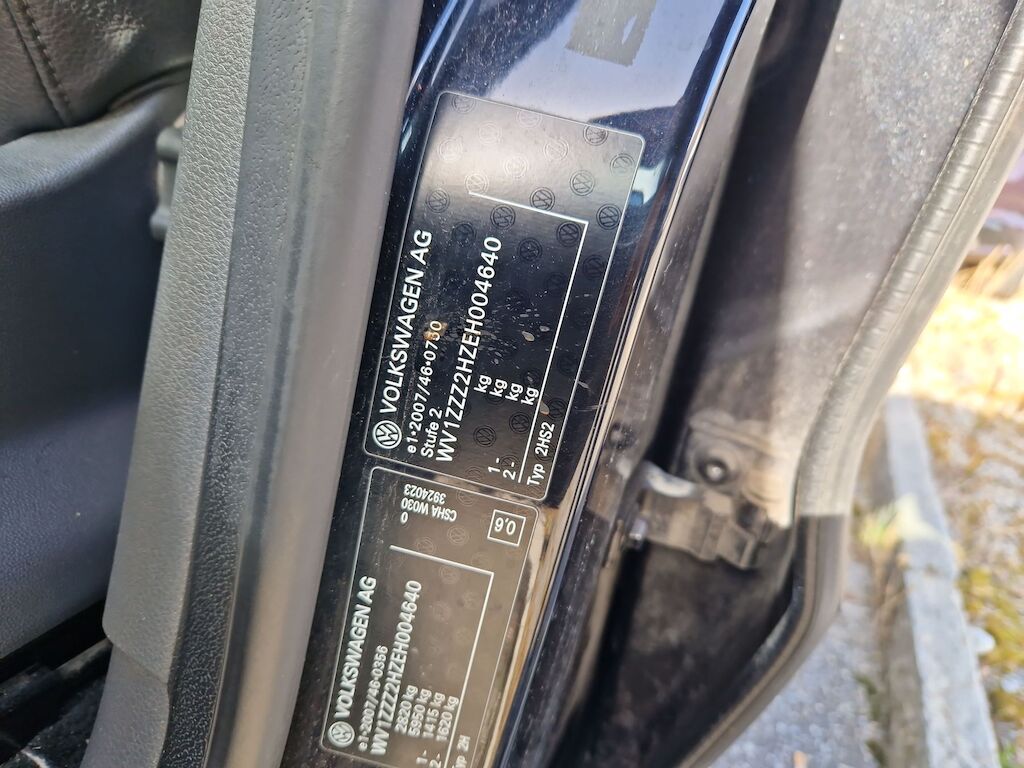 VOLKSWAGEN AG
e1*2007/46*0750
Stufe 2
WV1ZZZ2HZEH004640
kg
kg
1 - kg
2 - kg
Typ 2HS2
VOLKSWAGEN AG
e1*2007/46*0356
WV1ZZZ2HZEH004640
2820 kg
5950 kg
1 - 1415 kg
2 - 1620 kg
Typ 2H
0
CSHA W030
3924023
0,6